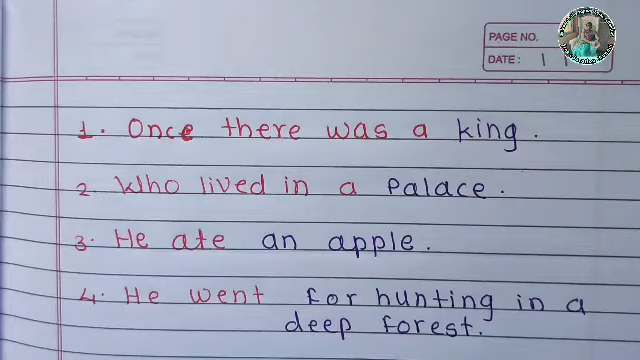 PAGE NO.
DATE :
1. Once there was a king.
2. Who lived in a palace.
3. He ate an apple.
4. He went for hunting in a
deep forest.